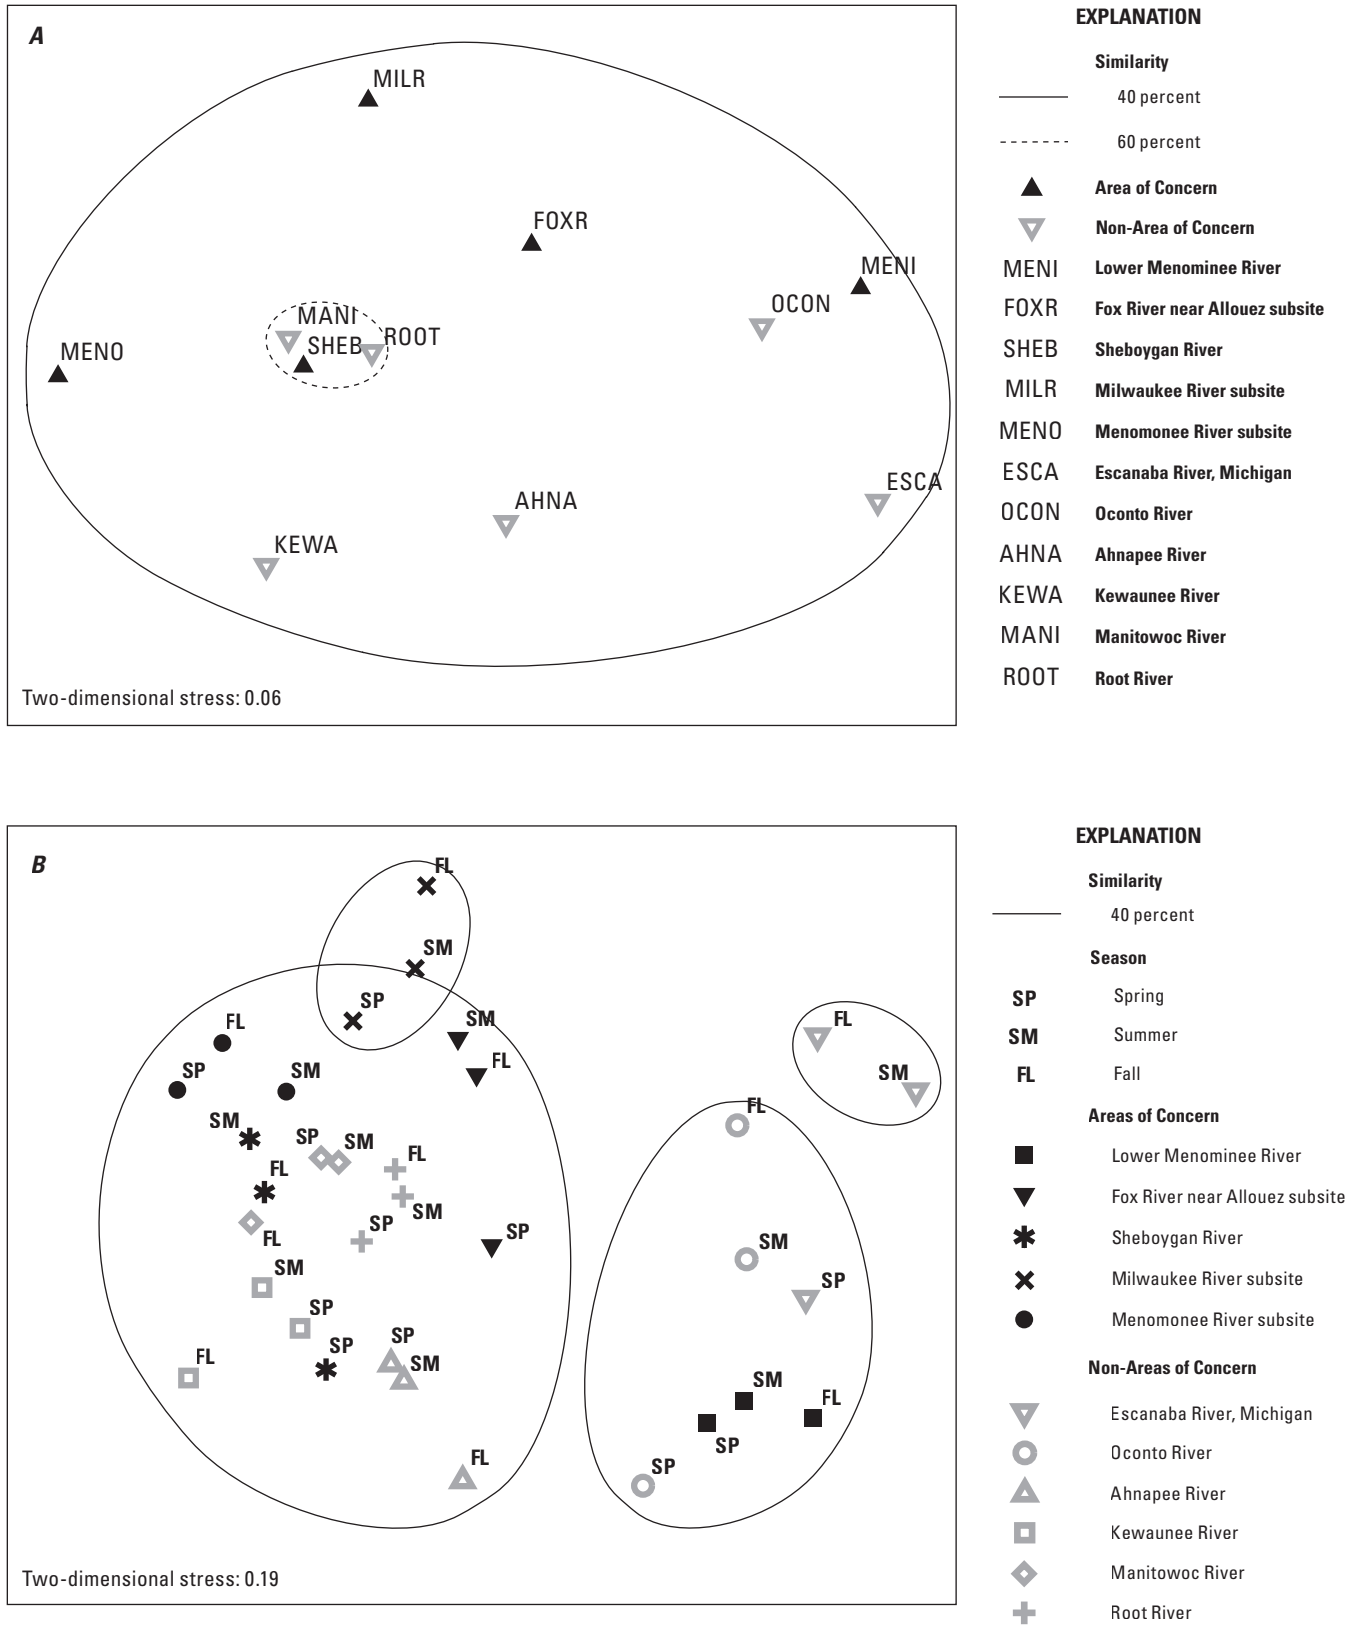 A
MILR
FOXR
MENI
OCON
MANI
ROOT
SHEB
MENO
ESCA
AHNA
KEWA
Two-dimensional stress: 0.06
EXPLANATION
Similarity
40 percent
60 percent
Area of Concern
Non-Area of Concern
MENI Lower Menominee River
FOXR Fox River near Allouez subsite
SHEB Sheboygan River
MILR Milwaukee River subsite
MENO Menomonee River subsite
ESCA Escanaba River, Michigan
OCON Oconto River
AHNA Ahnapee River
KEWA Kewaunee River
MANI Manitowoc River
ROOT Root River
B
FL
SM
SP
SM
FL
FL
SP
SM
SM
SP
SM
FL
FL
SM
FL
SP
SP
SM
SP
FL
SP
SP
SM
FL
FL
SM
FL
SM
SP
SM
FL
SP
SP
Two-dimensional stress: 0.19
EXPLANATION
Similarity
40 percent
Season
SP Spring
SM Summer
FL Fall
Areas of Concern
Lower Menominee River
Fox River near Allouez subsite
Sheboygan River
Milwaukee River subsite
Menomonee River subsite
Non-Areas of Concern
Escanaba River, Michigan
Oconto River
Ahnapee River
Kewaunee River
Manitowoc River
Root River